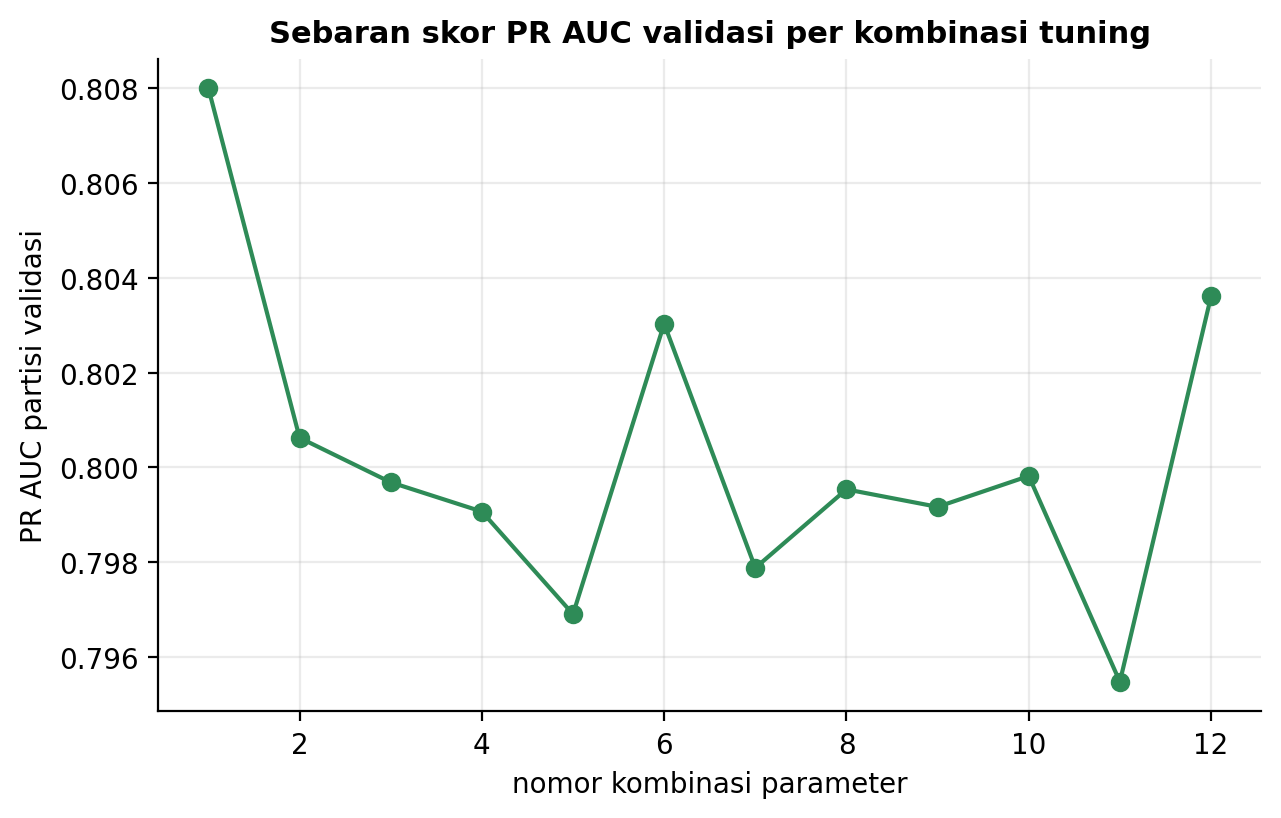 Sebaran skor PR AUC validasi per kombinasi tuning
PR AUC partisi validasi
0.808
0.806
0.804
0.802
0.800
0.798
0.796
2 4 6 8 10 12
nomor kombinasi parameter